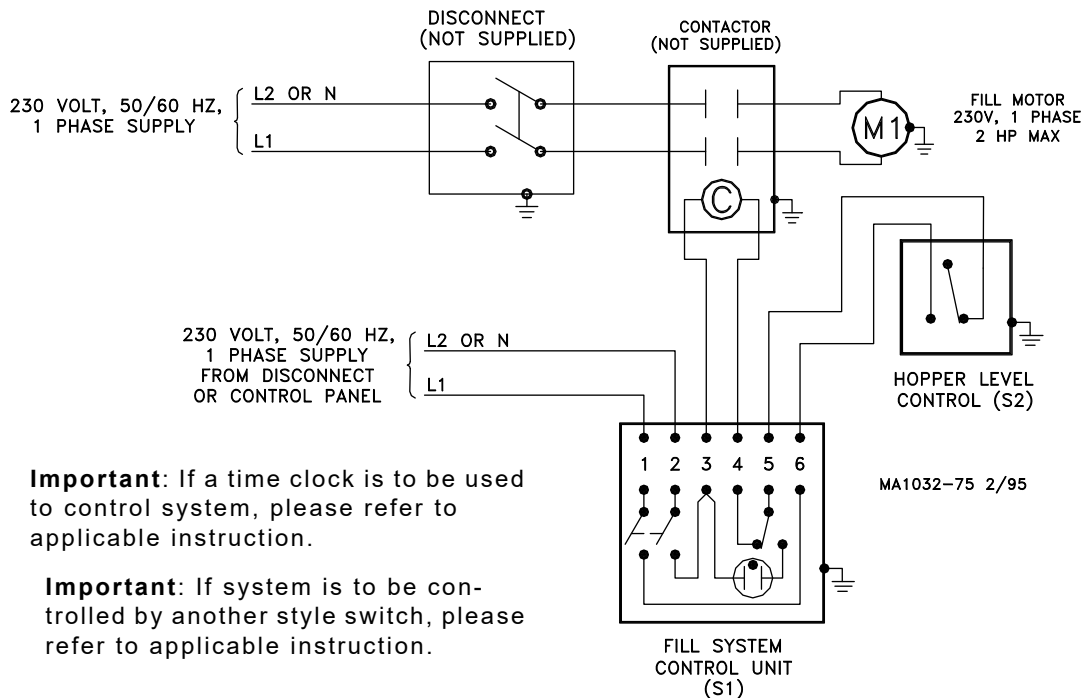 DISCONNECT
(NOT SUPPLIED)
CONTACTOR
(NOT SUPPLIED)
230 VOLT, 50/60 HZ,
1 PHASE SUPPLY
L2 OR N
L1
FILL MOTOR
230V, 1 PHASE
2 HP MAX
M1
C
230 VOLT, 50/60 HZ,
1 PHASE SUPPLY
FROM DISCONNECT
OR CONTROL PANEL
L2 OR N
L1
HOPPER LEVEL
CONTROL (S2)
1 2 3 4 5 6
MA1032-75 2/95
Important: If a time clock is to be used
to control system, please refer to
applicable instruction.
Important: If system is to be con-
trolled by another style switch, please
refer to applicable instruction.
FILL SYSTEM
CONTROL UNIT
(S1)